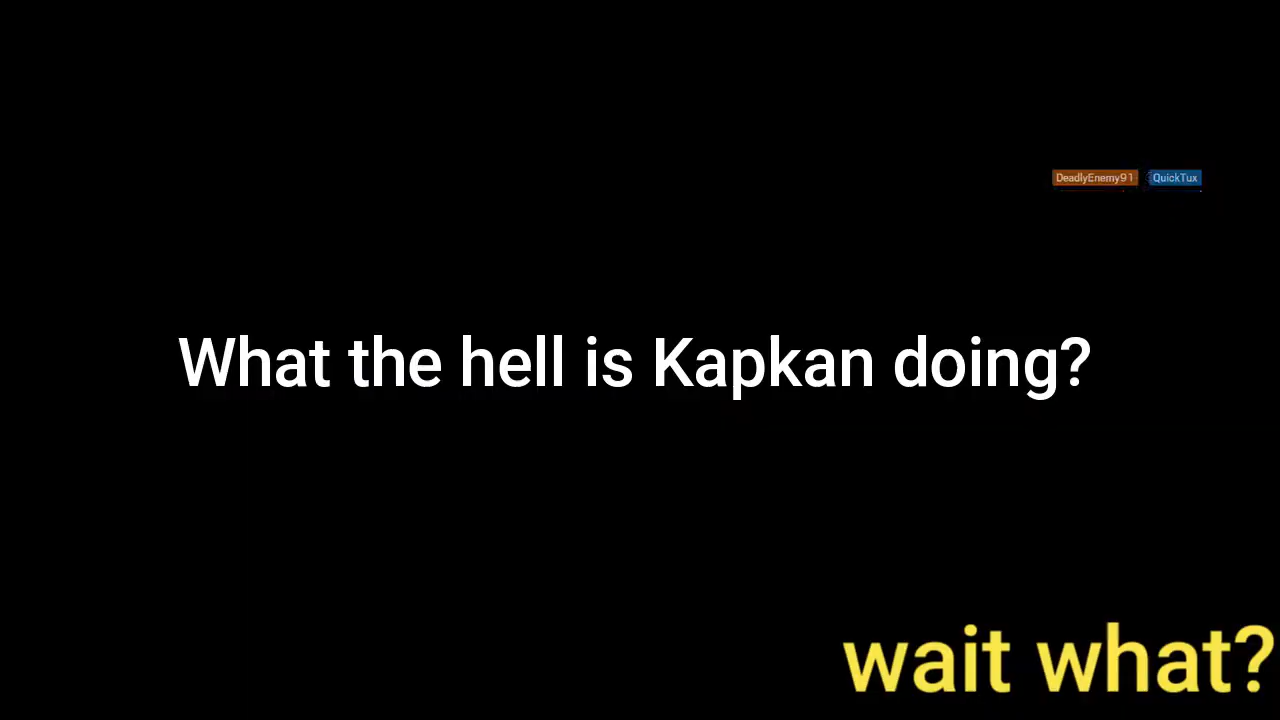 DeadlyEnemy91 QuickTux
What the hell is Kapkan doing?
wait what?